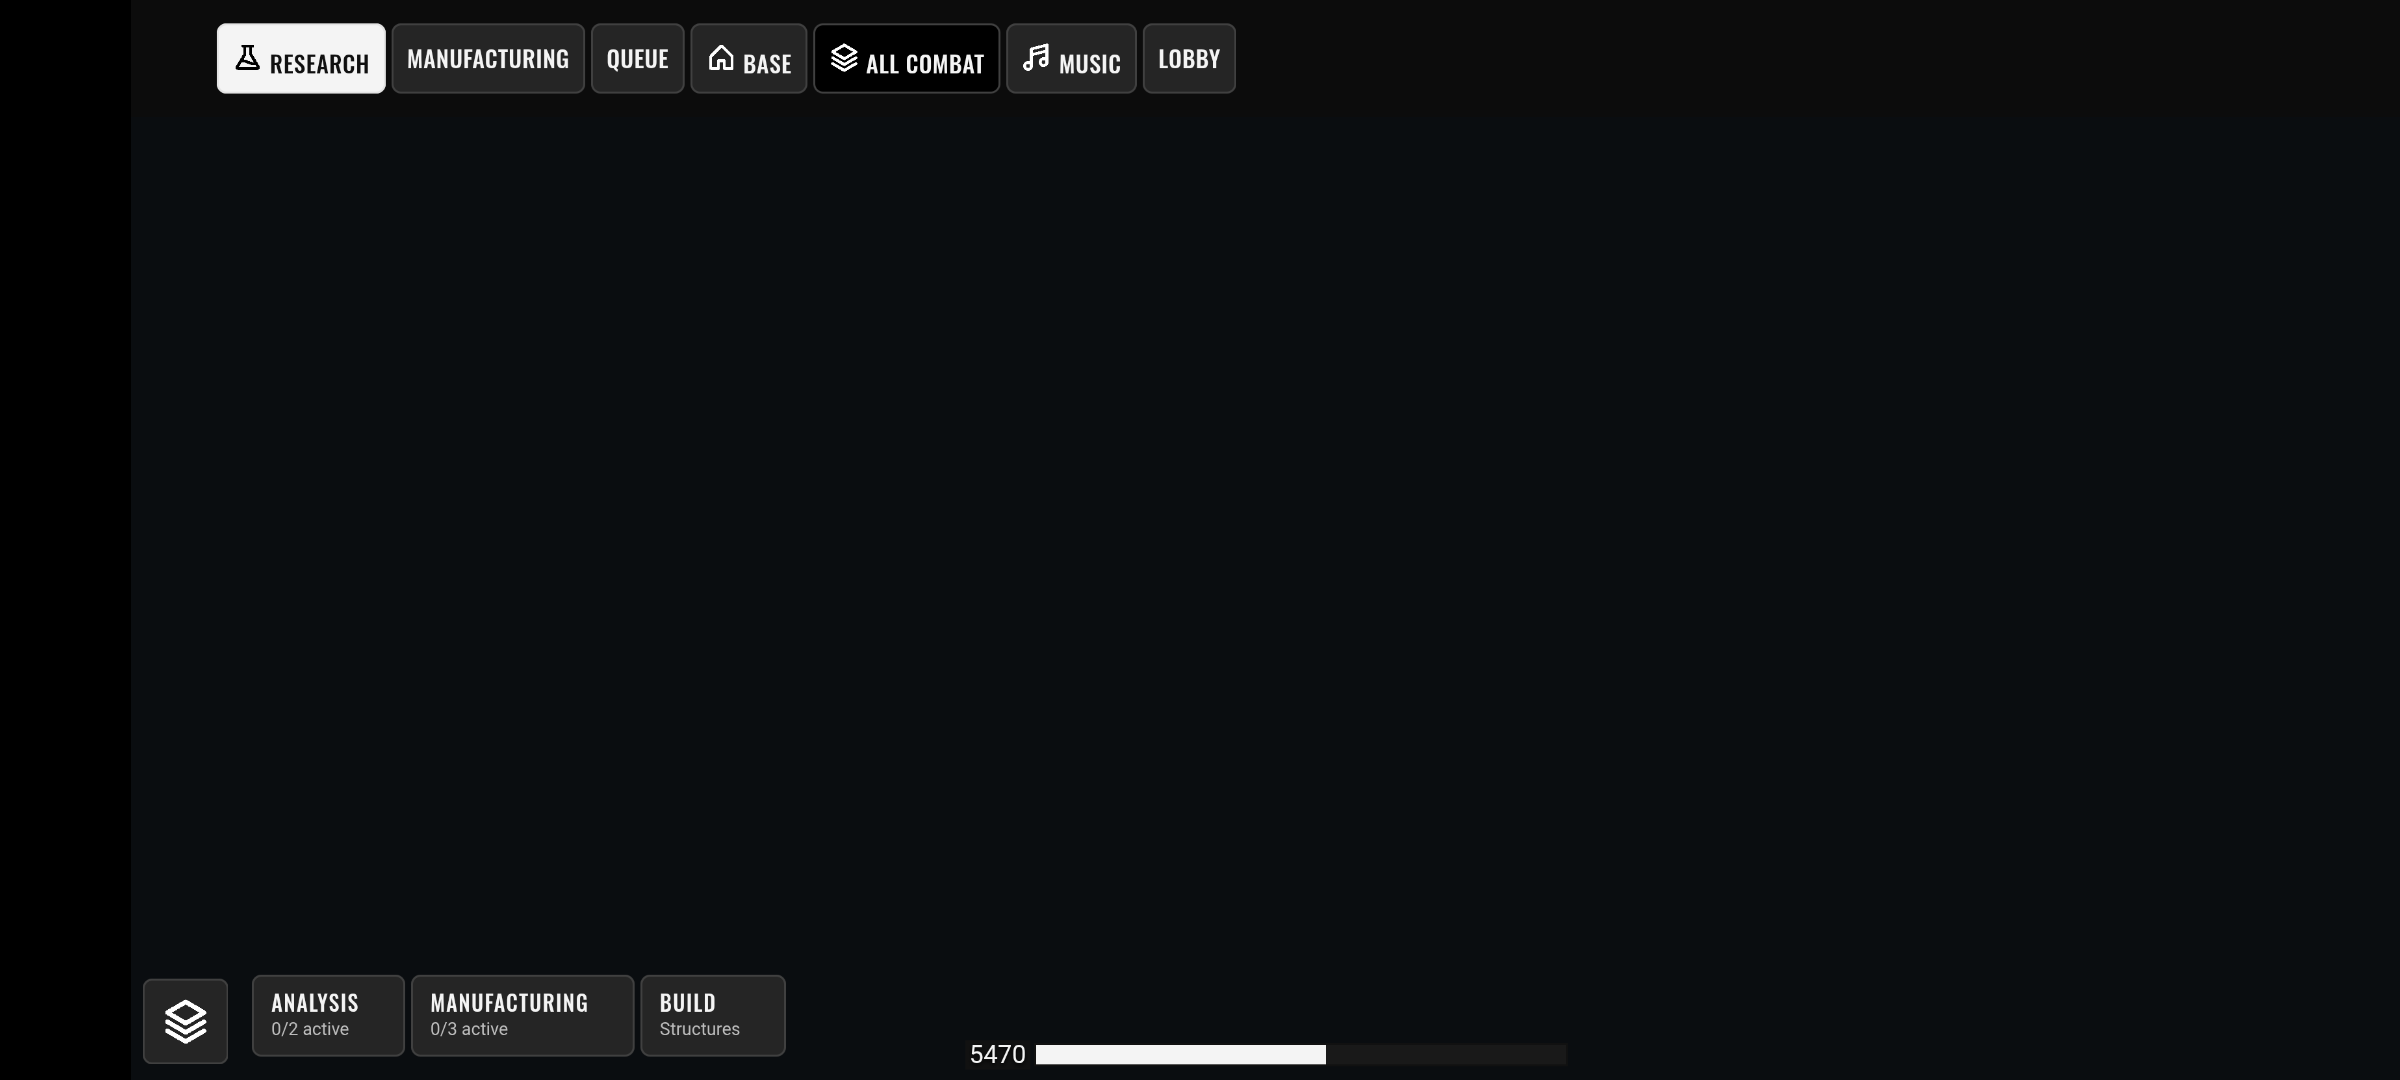 RESEARCH
MANUFACTURING
QUEUE
BASE
ALL COMBAT
MUSIC
LOBBY
ANALYSIS
0/2 active
MANUFACTURING
0/3 active
BUILD
Structures
5470